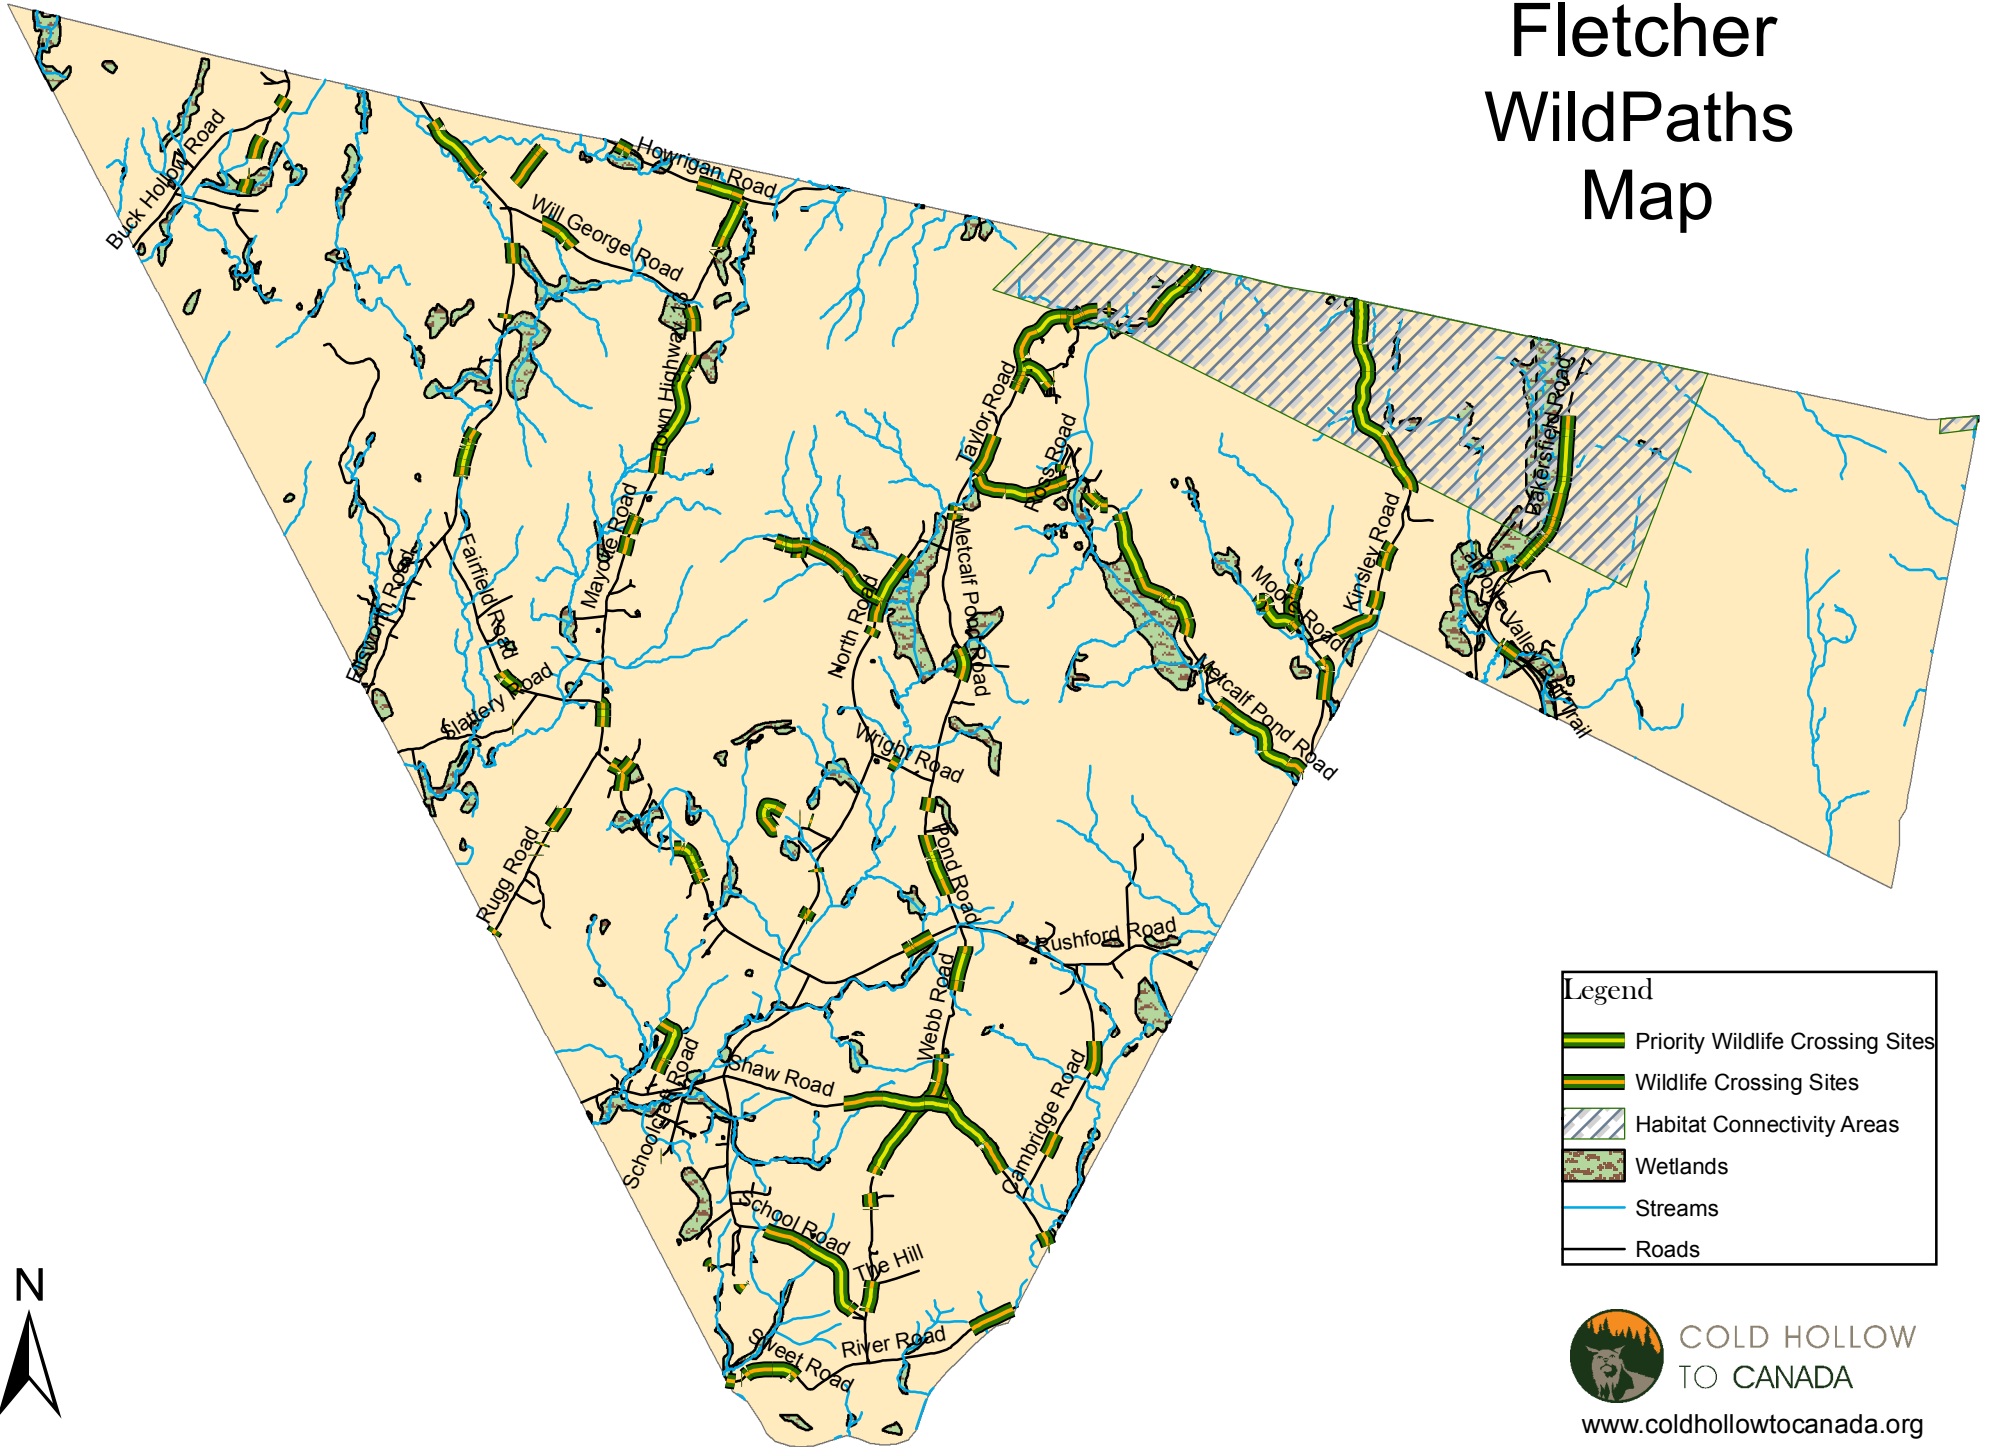 Fletcher
WildPaths
Map
Buck Hollow Road
Howrigan Road
Will George Road
Town Highway 18
Taylor Road
Ross Road
Bakersfield Road
Mayotte Road
Fairfield Road
Ellsworth Road
Slattery Road
Metcalf Pond Road
North Road
Moore Road
Kinsley Road
Metcalf Pond Road
Valley Rail Trail
Wright Road
Rugg Road
Pond Road
Rushford Road
Webb Road
Shaw Road
Schoolcraft Road
Cambridge Road
School Road
The Hill
River Road
Sweet Road
N
Legend
Priority Wildlife Crossing Sites
Wildlife Crossing Sites
Habitat Connectivity Areas
Wetlands
Streams
Roads
COLD HOLLOW
TO CANADA
www.coldhollowtocanada.org